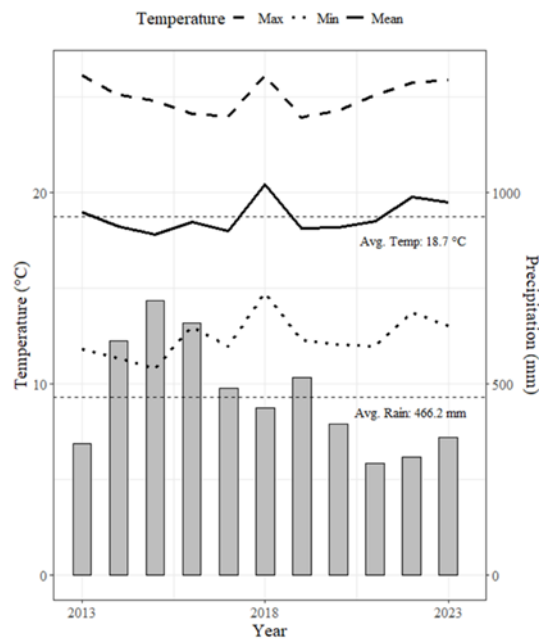 Temperature Max Min Mean
20
10
0
Temperature (°C)
1000
500
0
Precipitation (mm)
Avg. Temp: 18.7 °C
Avg. Rain: 466.2 mm
2013 2018 2023
Year